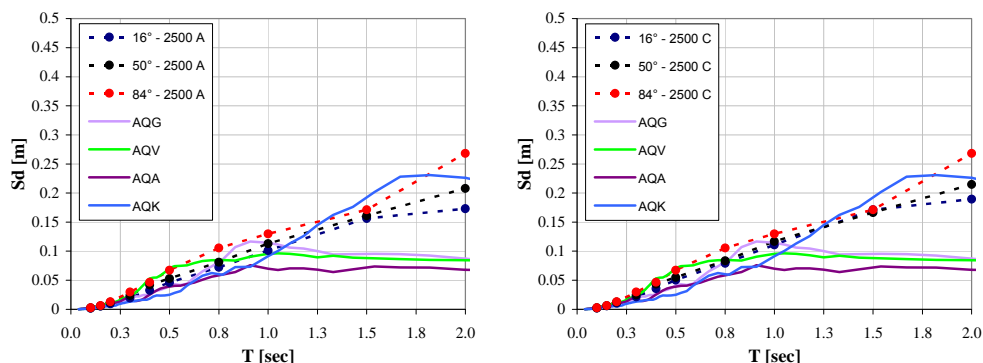 0.5
0.45
0.4
0.35
0.3
0.25
0.2
0.15
0.1
0.05
0
Sd [m]
16° - 2500 A
50° - 2500 A
84° - 2500 A
AQG
AQV
AQA
AQK
0.0 0.3 0.5 0.8 1.0 1.3 1.5 1.8 2.0
T [sec]
0.5
0.45
0.4
0.35
0.3
0.25
0.2
0.15
0.1
0.05
0
Sd [m]
16° - 2500 C
50° - 2500 C
84° - 2500 C
AQG
AQV
AQA
AQK
0.0 0.3 0.5 0.8 1.0 1.3 1.5 1.8 2.0
T [sec]